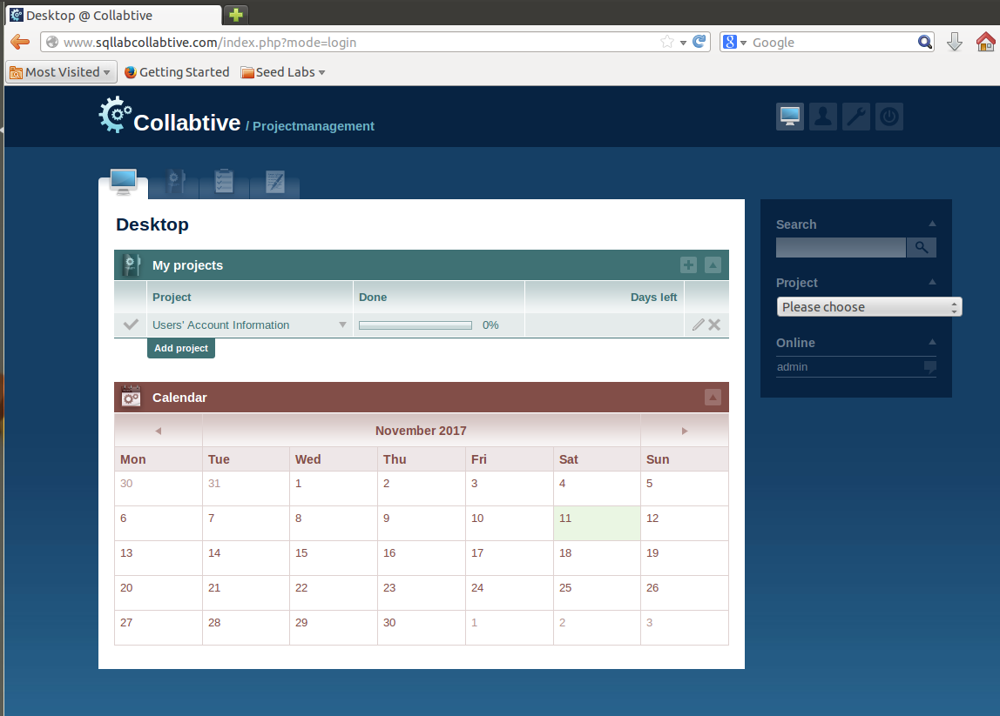 Desktop @ Collabtive
www.sqllabcollabtive.com/index.php?mode=login
8 Google
Most Visited Getting Started Seed Labs
Collabtive / Projectmanagement
Desktop
My projects
Project Done Days left
Users' Account Information 0%
Add project
Calendar
November 2017
Mon Tue Wed Thu Fri Sat Sun
30 31 1 2 3 4 5
6 7 8 9 10 11 12
13 14 15 16 17 18 19
20 21 22 23 24 25 26
27 28 29 30 1 2 3
Search
Project
Please choose
Online
admin